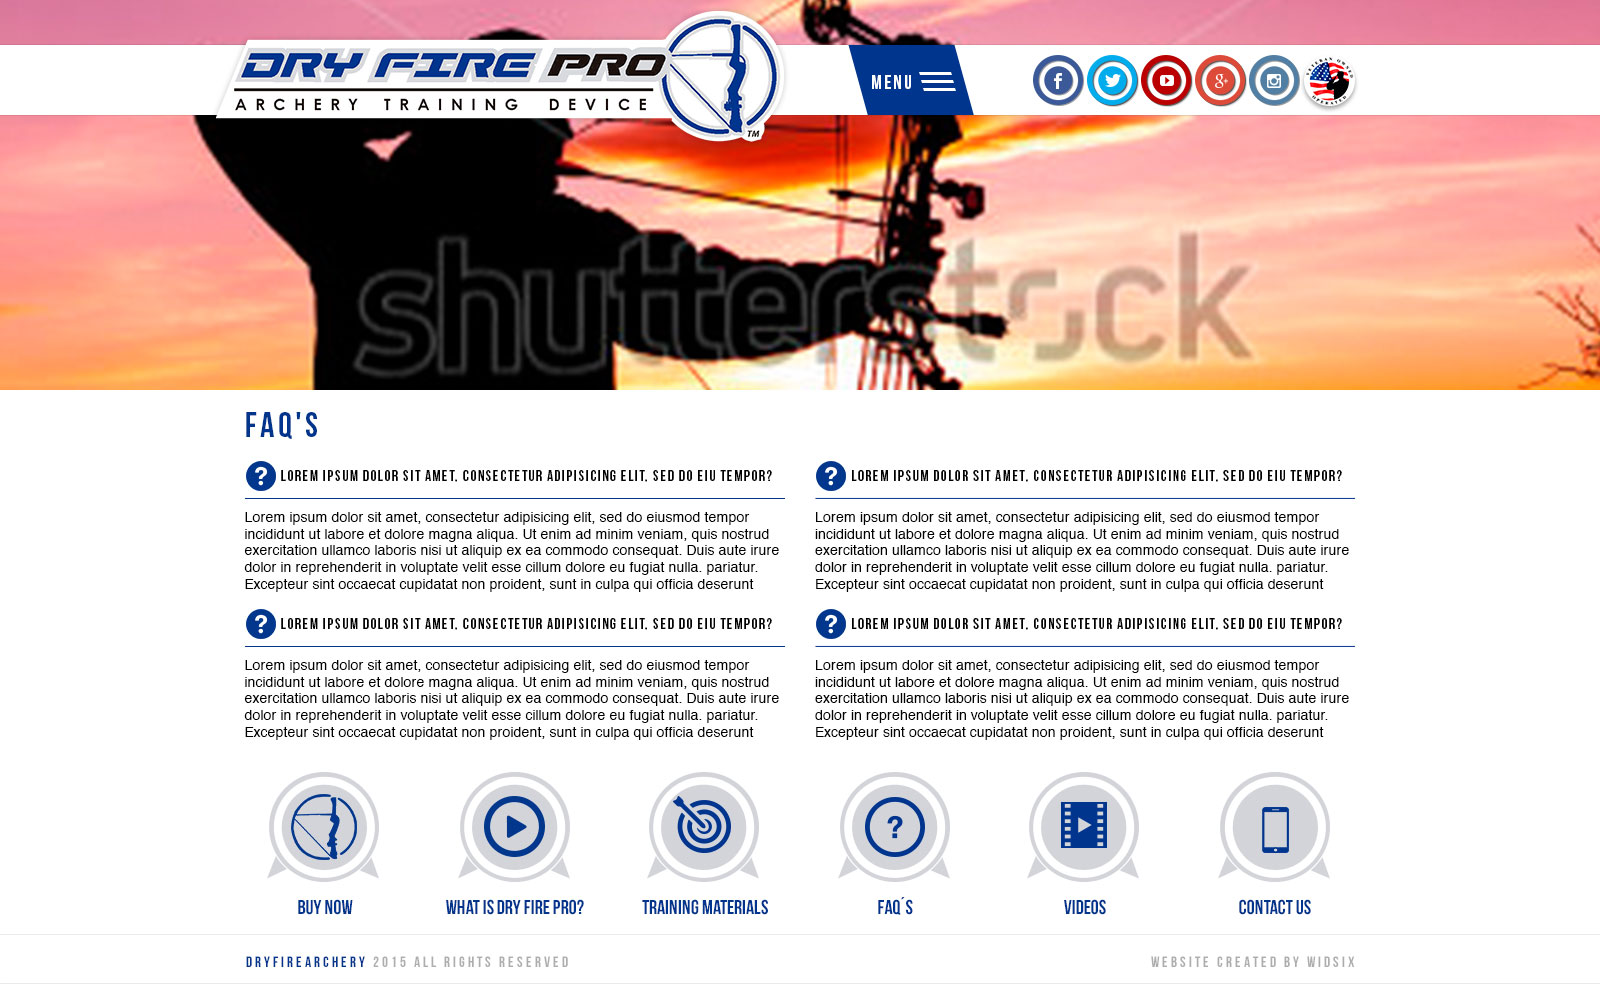 DRY FIRE PRO
ARCHERY TRAINING DEVICE
TM
MENU
VETERAN OWNED
OPERATED
shutterstock
FAQ'S
? LOREM IPSUM DOLOR SIT AMET, CONSECTETUR ADIPISICING ELIT, SED DO EIU TEMPOR?
Lorem ipsum dolor sit amet, consectetur adipisicing elit, sed do eiusmod tempor
incididunt ut labore et dolore magna aliqua. Ut enim ad minim veniam, quis nostrud
exercitation ullamco laboris nisi ut aliquip ex ea commodo consequat. Duis aute irure
dolor in reprehenderit in voluptate velit esse cillum dolore eu fugiat nulla. pariatur.
Excepteur sint occaecat cupidatat non proident, sunt in culpa qui officia deserunt
? LOREM IPSUM DOLOR SIT AMET, CONSECTETUR ADIPISICING ELIT, SED DO EIU TEMPOR?
Lorem ipsum dolor sit amet, consectetur adipisicing elit, sed do eiusmod tempor
incididunt ut labore et dolore magna aliqua. Ut enim ad minim veniam, quis nostrud
exercitation ullamco laboris nisi ut aliquip ex ea commodo consequat. Duis aute irure
dolor in reprehenderit in voluptate velit esse cillum dolore eu fugiat nulla. pariatur.
Excepteur sint occaecat cupidatat non proident, sunt in culpa qui officia deserunt
? LOREM IPSUM DOLOR SIT AMET, CONSECTETUR ADIPISICING ELIT, SED DO EIU TEMPOR?
Lorem ipsum dolor sit amet, consectetur adipisicing elit, sed do eiusmod tempor
incididunt ut labore et dolore magna aliqua. Ut enim ad minim veniam, quis nostrud
exercitation ullamco laboris nisi ut aliquip ex ea commodo consequat. Duis aute irure
dolor in reprehenderit in voluptate velit esse cillum dolore eu fugiat nulla. pariatur.
Excepteur sint occaecat cupidatat non proident, sunt in culpa qui officia deserunt
? LOREM IPSUM DOLOR SIT AMET, CONSECTETUR ADIPISICING ELIT, SED DO EIU TEMPOR?
Lorem ipsum dolor sit amet, consectetur adipisicing elit, sed do eiusmod tempor
incididunt ut labore et dolore magna aliqua. Ut enim ad minim veniam, quis nostrud
exercitation ullamco laboris nisi ut aliquip ex ea commodo consequat. Duis aute irure
dolor in reprehenderit in voluptate velit esse cillum dolore eu fugiat nulla. pariatur.
Excepteur sint occaecat cupidatat non proident, sunt in culpa qui officia deserunt
?
BUY NOW
WHAT IS DRY FIRE PRO?
TRAINING MATERIALS
FAQ´S
VIDEOS
CONTACT US
DRYFIREARCHERY 2015 ALL RIGHTS RESERVED
WEBSITE CREATED BY WIDSIX